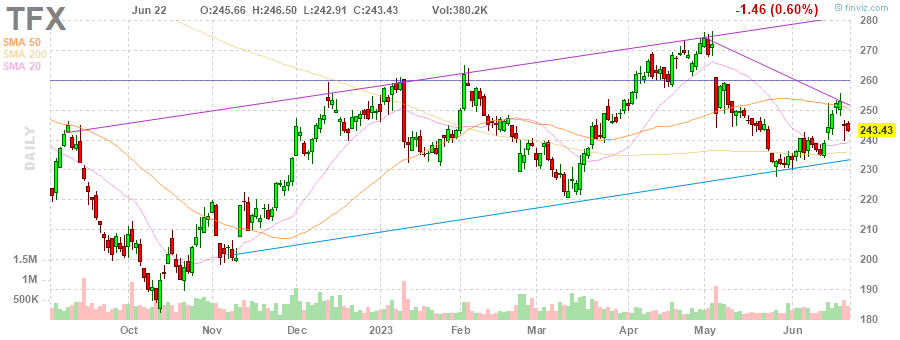 TFX Jun 22 O:245.66 H:246.50 L:242.91 C:243.43 Vol:380.2K -1.46 (0.60%) © finviz.com
SMA 50
SMA 200
SMA 20
DAILY
280
270
260
250
243.43
240
230
220
210
200
190
180
1.5M
1M
500K
Oct Nov Dec 2023 Feb Mar Apr May Jun